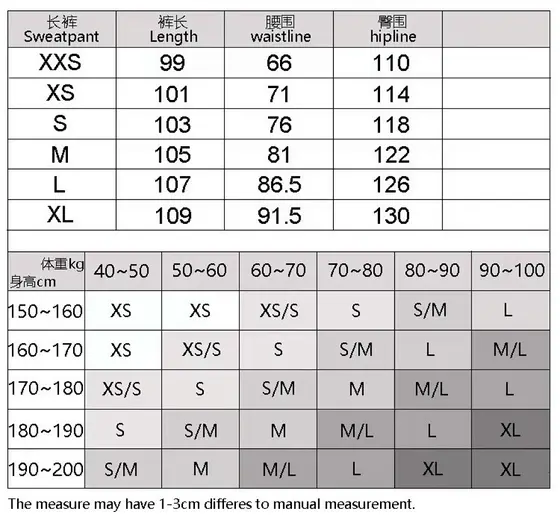 长裤 裤长 腰围 臀围
Sweatpant Length waistline hipline
XXS 99 66 110
XS 101 71 114
S 103 76 118
M 105 81 122
L 107 86.5 126
XL 109 91.5 130
体重kg
身高cm 40~50 50~60 60~70 70~80 80~90 90~100
150~160 XS XS XS/S S S/M L
160~170 XS XS/S S S/M L M/L
170~180 XS/S S S/M M M/L L
180~190 S S/M M M/L L XL
190~200 S/M M M/L L XL XL
The measure may have 1-3cm differes to manual measurement.